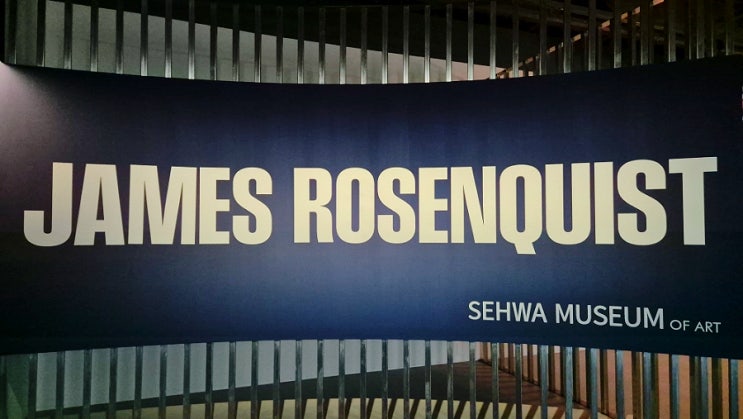 JAMES ROSENQUIST
SEHWA MUSEUM OF ART